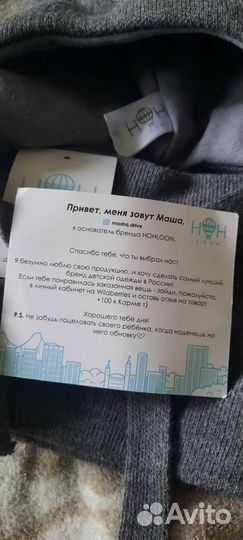 HOH
LOON
Привет, меня зовут Маша,
masha.drive
я основатель бренда HOHLOON.
Спасибо тебе, что ты выбрал нас!
Я безумно люблю свою продукцию, и хочу сделать самый лучший
бренд детской одежды в России!
Если тебе понравилась заказанная вещь - зайди, пожалуйста,
в личный кабинет на Wildberries и оставь отзыв на товар!
+100 к Карме :)
Хорошего тебе дня!
P.S. Не забудь поцеловать своего ребёнка, когда наденешь на
него обновку♡
Avito